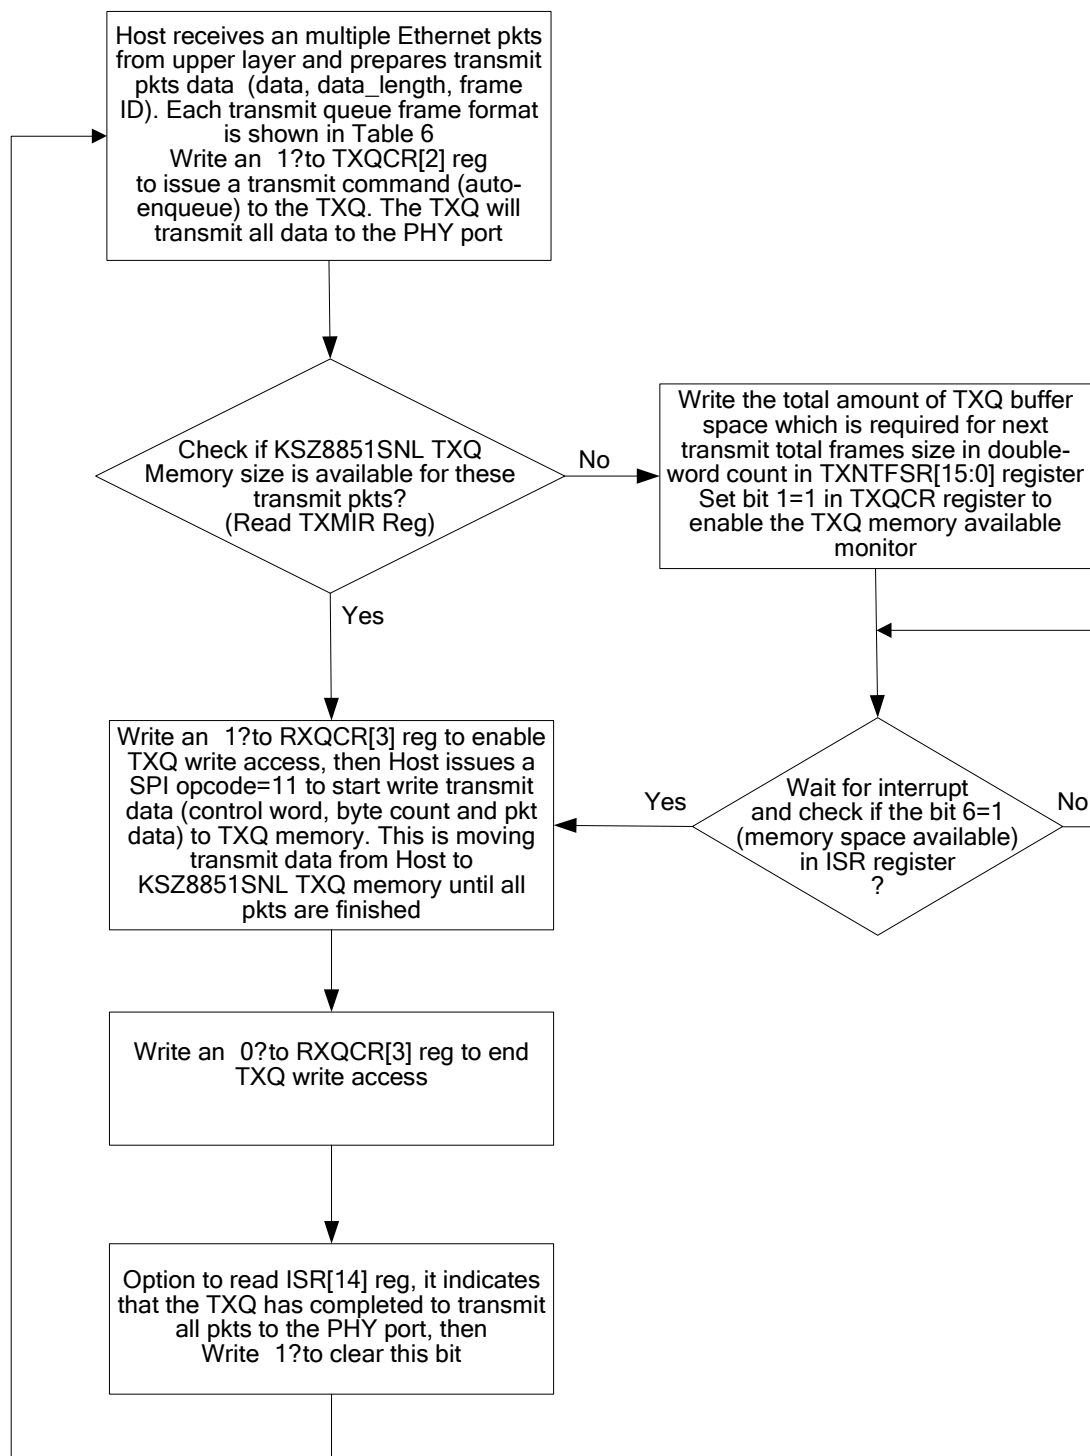 Host receives an multiple Ethernet pkts
from upper layer and prepares transmit
pkts data (data, data_length, frame
ID). Each transmit queue frame format
is shown in Table 6
Write an 1?to TXQCR[2] reg
to issue a transmit command (auto-
enqueue) to the TXQ. The TXQ will
transmit all data to the PHY port
Check if KSZ8851SNL TXQ
Memory size is available for these
transmit pkts?
(Read TXMIR Reg)
No
Write the total amount of TXQ buffer
space which is required for next
transmit total frames size in double-
word count in TXNTFSR[15:0] register
Set bit 1=1 in TXQCR register to
enable the TXQ memory available
monitor
Yes
Write an 1?to RXQCR[3] reg to enable
TXQ write access, then Host issues a
SPI opcode=11 to start write transmit
data (control word, byte count and pkt
data) to TXQ memory. This is moving
transmit data from Host to
KSZ8851SNL TXQ memory until all
pkts are finished
Yes
Wait for interrupt
and check if the bit 6=1
(memory space available)
in ISR register
?
No
Write an 0?to RXQCR[3] reg to end
TXQ write access
Option to read ISR[14] reg, it indicates
that the TXQ has completed to transmit
all pkts to the PHY port, then
Write 1?to clear this bit